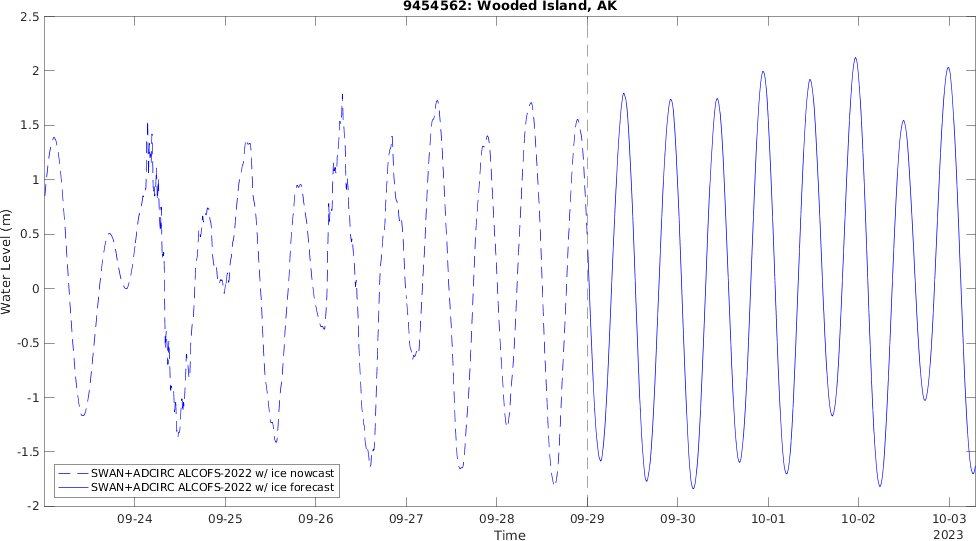 9454562: Wooded Island, AK
2.5
2
1.5
1
0.5
0
-0.5
-1
-1.5
-2
Water Level (m)
SWAN+ADCIRC ALCOFS-2022 w/ ice nowcast
SWAN+ADCIRC ALCOFS-2022 w/ ice forecast
09-24 09-25 09-26 09-27 09-28 09-29 09-30 10-01 10-02 10-03
2023
Time